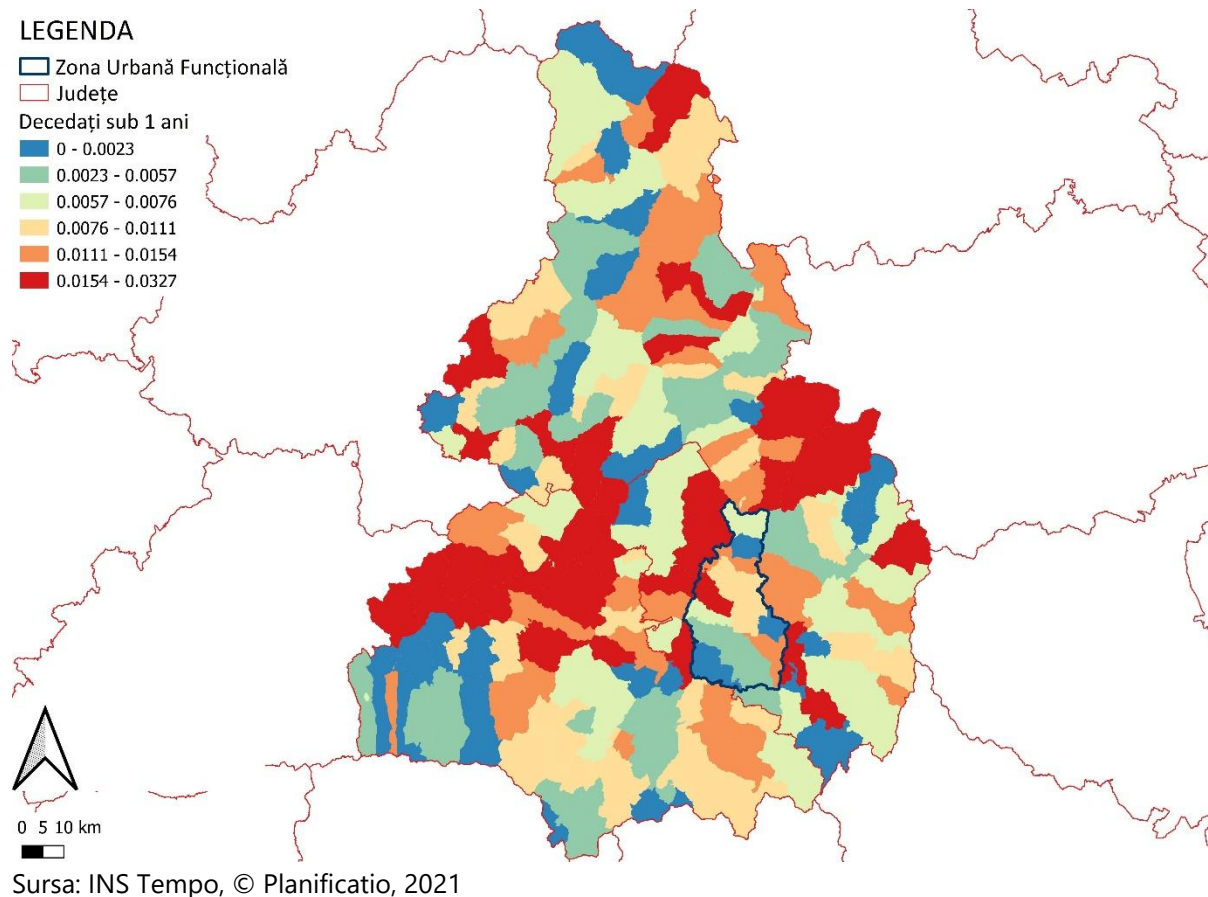 LEGENDA
Zona Urbană Funcțională
Județe
Decedați sub 1 ani
0 - 0.0023
0.0023 - 0.0057
0.0057 - 0.0076
0.0076 - 0.0111
0.0111 - 0.0154
0.0154 - 0.0327
0 5 10 km
Sursa: INS Tempo, © Planificatio, 2021